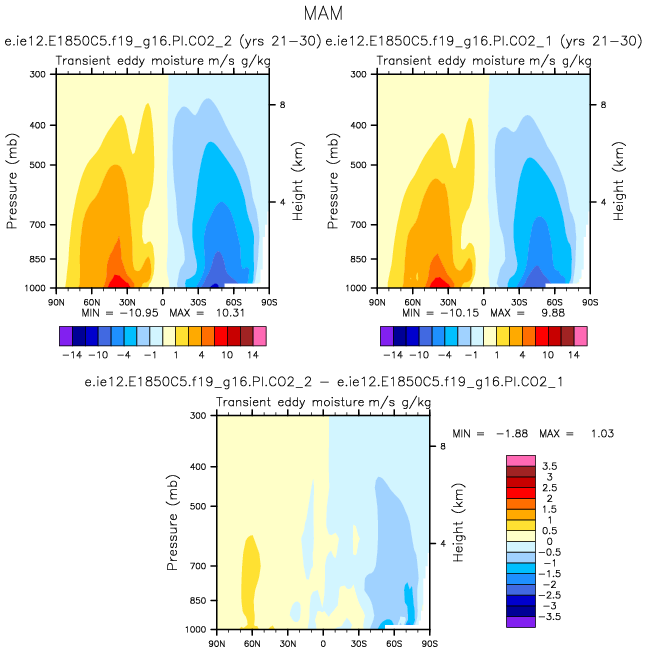 MAM
e.ie12.E1850C5.f19_g16.PI.CO2_2 (yrs 21-30) e.ie12.E1850C5.f19_g16.PI.CO2_1 (yrs 21-30)
Transient eddy moisture m/s g/kg
Pressure (mb)
300
400
500
700
850
1000
8
4
Height (km)
90N 60N 30N 0 30S 60S 90S
MIN = -10.95 MAX = 10.31
-14 -10 -6 -4 -1 1 4 6 10 14
Transient eddy moisture m/s g/kg
Pressure (mb)
300
400
500
700
850
1000
8
4
Height (km)
90N 60N 30N 0 30S 60S 90S
MIN = -10.15 MAX = 9.88
-14 -10 -6 -4 -1 1 4 6 10 14
e.ie12.E1850C5.f19_g16.PI.CO2_2 - e.ie12.E1850C5.f19_g16.PI.CO2_1
Transient eddy moisture m/s g/kg
Pressure (mb)
300
400
500
700
850
1000
8
4
Height (km)
90N 60N 30N 0 30S 60S 90S
MIN = -1.88 MAX = 1.03
3.5
3
2.5
2
1.5
1
0.5
0
-0.5
-1
-1.5
-2
-2.5
-3
-3.5